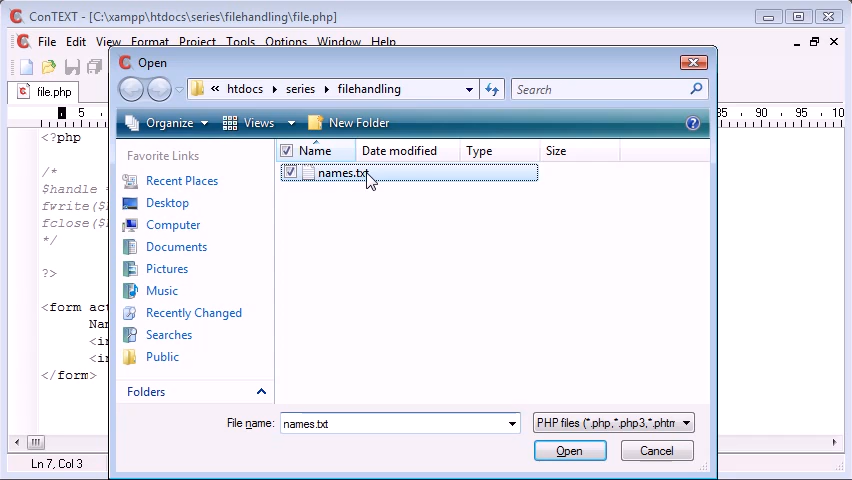 ConTEXT - [C:\xampp\htdocs\series\filehandling\file.php]
File Edit View Format Project Tools Options Window Help
Open
htdocs series filehandling
Search
file.php
Organize Views New Folder
5 85 90 95 10
<?php
Name Date modified Type Size
Favorite Links
names.txt
/*
Recent Places
$handle =
Desktop
fwrite($
fclose($
Computer
*/
Documents
?>
Pictures
Music
<form act
Recently Changed
Nam
<in
Searches
<in
Public
</form>
Folders
File name: names.txt PHP files (*.php,*.php3,*.phtm
Open Cancel
Ln 7, Col 3